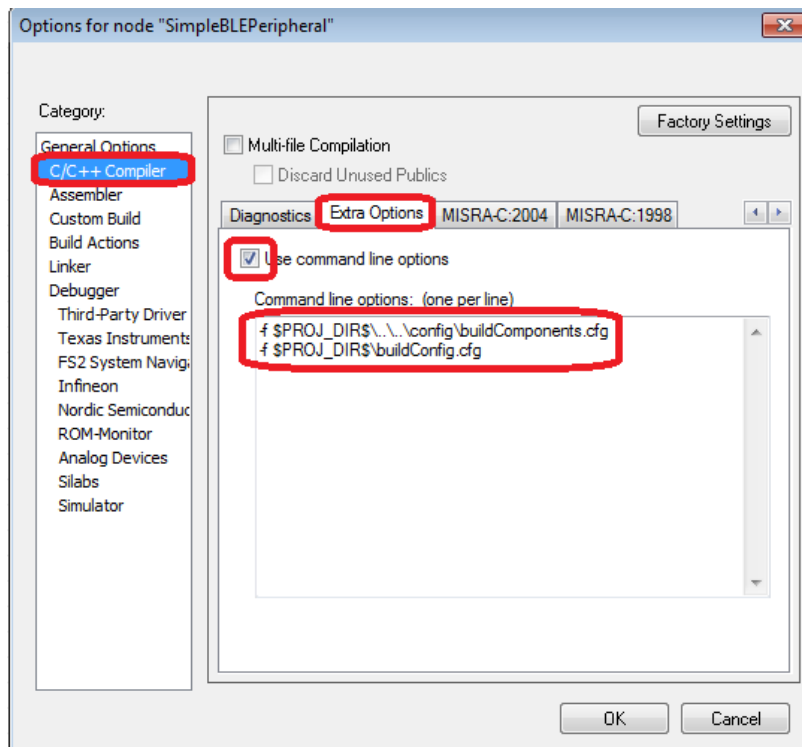 Options for node "SimpleBLEPeripheral"
Category:
Factory Settings
General Options
C/C++ Compiler
Assembler
Custom Build
Build Actions
Linker
Debugger
Third-Party Driver
Texas Instruments
FS2 System Navig
Infineon
Nordic Semiconduc
ROM-Monitor
Analog Devices
Silabs
Simulator
Multi-file Compilation
Discard Unused Publics
Diagnostics Extra Options MISRA-C:2004 MISRA-C:1998
Use command line options
Command line options: (one per line)
-f $PROJ_DIR$\..\..\config\buildComponents.cfg
-f $PROJ_DIR$\buildConfig.cfg
OK Cancel